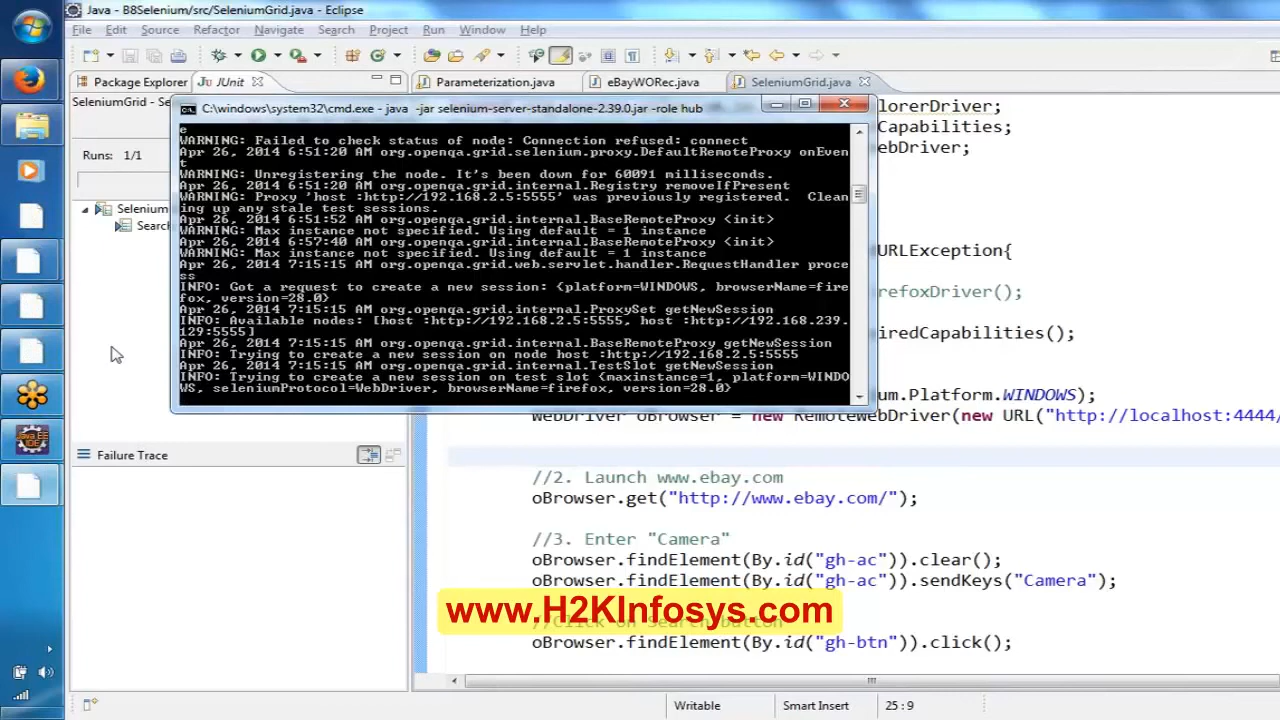 Java - B8Selenium/src/SeleniumGrid.java - Eclipse
File Edit Source Refactor Navigate Search Project Run Window Help
Package Explorer JUnit Parameterization.java eBayWORec.java SeleniumGrid.java
SeleniumGrid - Se
C:\windows\system32\cmd.exe - java -jar selenium-server-standalone-2.39.0.jar -role hub
e
WARNING: Failed to check status of node: Connection refused: connect
Apr 26, 2014 6:51:20 AM org.openqa.grid.selenium.proxy.DefaultRemoteProxy onEven
t
WARNING: Unregistering the node. It's been down for 60091 milliseconds.
Apr 26, 2014 6:51:20 AM org.openqa.grid.internal.Registry removeIfPresent
WARNING: Proxy 'host :http://192.168.2.5:5555' was previously registered. Clean
ing up any stale test sessions.
Apr 26, 2014 6:51:52 AM org.openqa.grid.internal.BaseRemoteProxy <init>
WARNING: Max instance not specified. Using default = 1 instance
Apr 26, 2014 6:57:40 AM org.openqa.grid.internal.BaseRemoteProxy <init>
WARNING: Max instance not specified. Using default = 1 instance
Apr 26, 2014 7:15:15 AM org.openqa.grid.web.servlet.handler.RequestHandler proce
ss
INFO: Got a request to create a new session: {platform=WINDOWS, browserName=fire
fox, version=28.0}
Apr 26, 2014 7:15:15 AM org.openqa.grid.internal.ProxySet getNewSession
INFO: Available nodes: [host :http://192.168.2.5:5555, host :http://192.168.239.
129:5555]
Apr 26, 2014 7:15:15 AM org.openqa.grid.internal.BaseRemoteProxy getNewSession
INFO: Trying to create a new session on node host :http://192.168.2.5:5555
Apr 26, 2014 7:15:15 AM org.openqa.grid.internal.TestSlot getNewSession
INFO: Trying to create a new session on test slot {maxinstance=1, platform=WINDO
WS, seleniumProtocol=WebDriver, browserName=firefox, version=28.0}
Runs: 1/1
Selenium
Searc
Failure Trace
lorerDriver;
Capabilities;
ebDriver;
URLException{
refoxDriver();
iredCapabilities();
um.Platform.WINDOWS);
WebDriver oBrowser = new RemoteWebDriver(new URL("http://localhost:4444/
//2. Launch www.ebay.com
oBrowser.get("http://www.ebay.com/");
//3. Enter "Camera"
oBrowser.findElement(By.id("gh-ac")).clear();
oBrowser.findElement(By.id("gh-ac")).sendKeys("Camera");
www.H2KInfosys.com
//Click on Search Button
oBrowser.findElement(By.id("gh-btn")).click();
Writable Smart Insert 25 : 9
Java EE
IDE